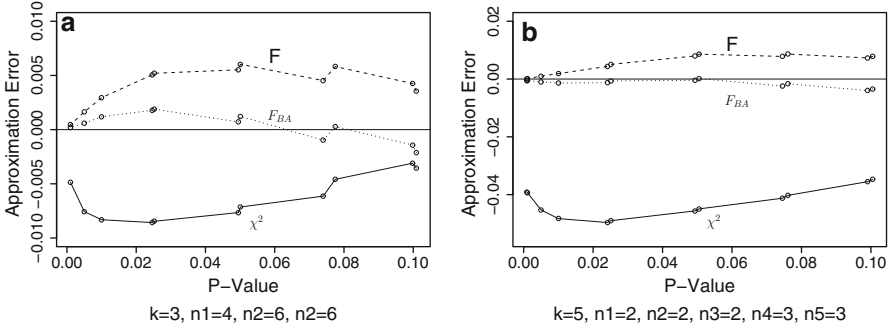 a
0.010
0.005
0.000
−0.005
−0.010
Approximation Error
F
F_BA
χ²
0.00 0.02 0.04 0.06 0.08 0.10
P−Value
k=3, n1=4, n2=6, n2=6
b
0.02
0.00
−0.02
−0.04
Approximation Error
F
F_BA
χ²
0.00 0.02 0.04 0.06 0.08 0.10
P−Value
k=5, n1=2, n2=2, n3=2, n4=3, n5=3